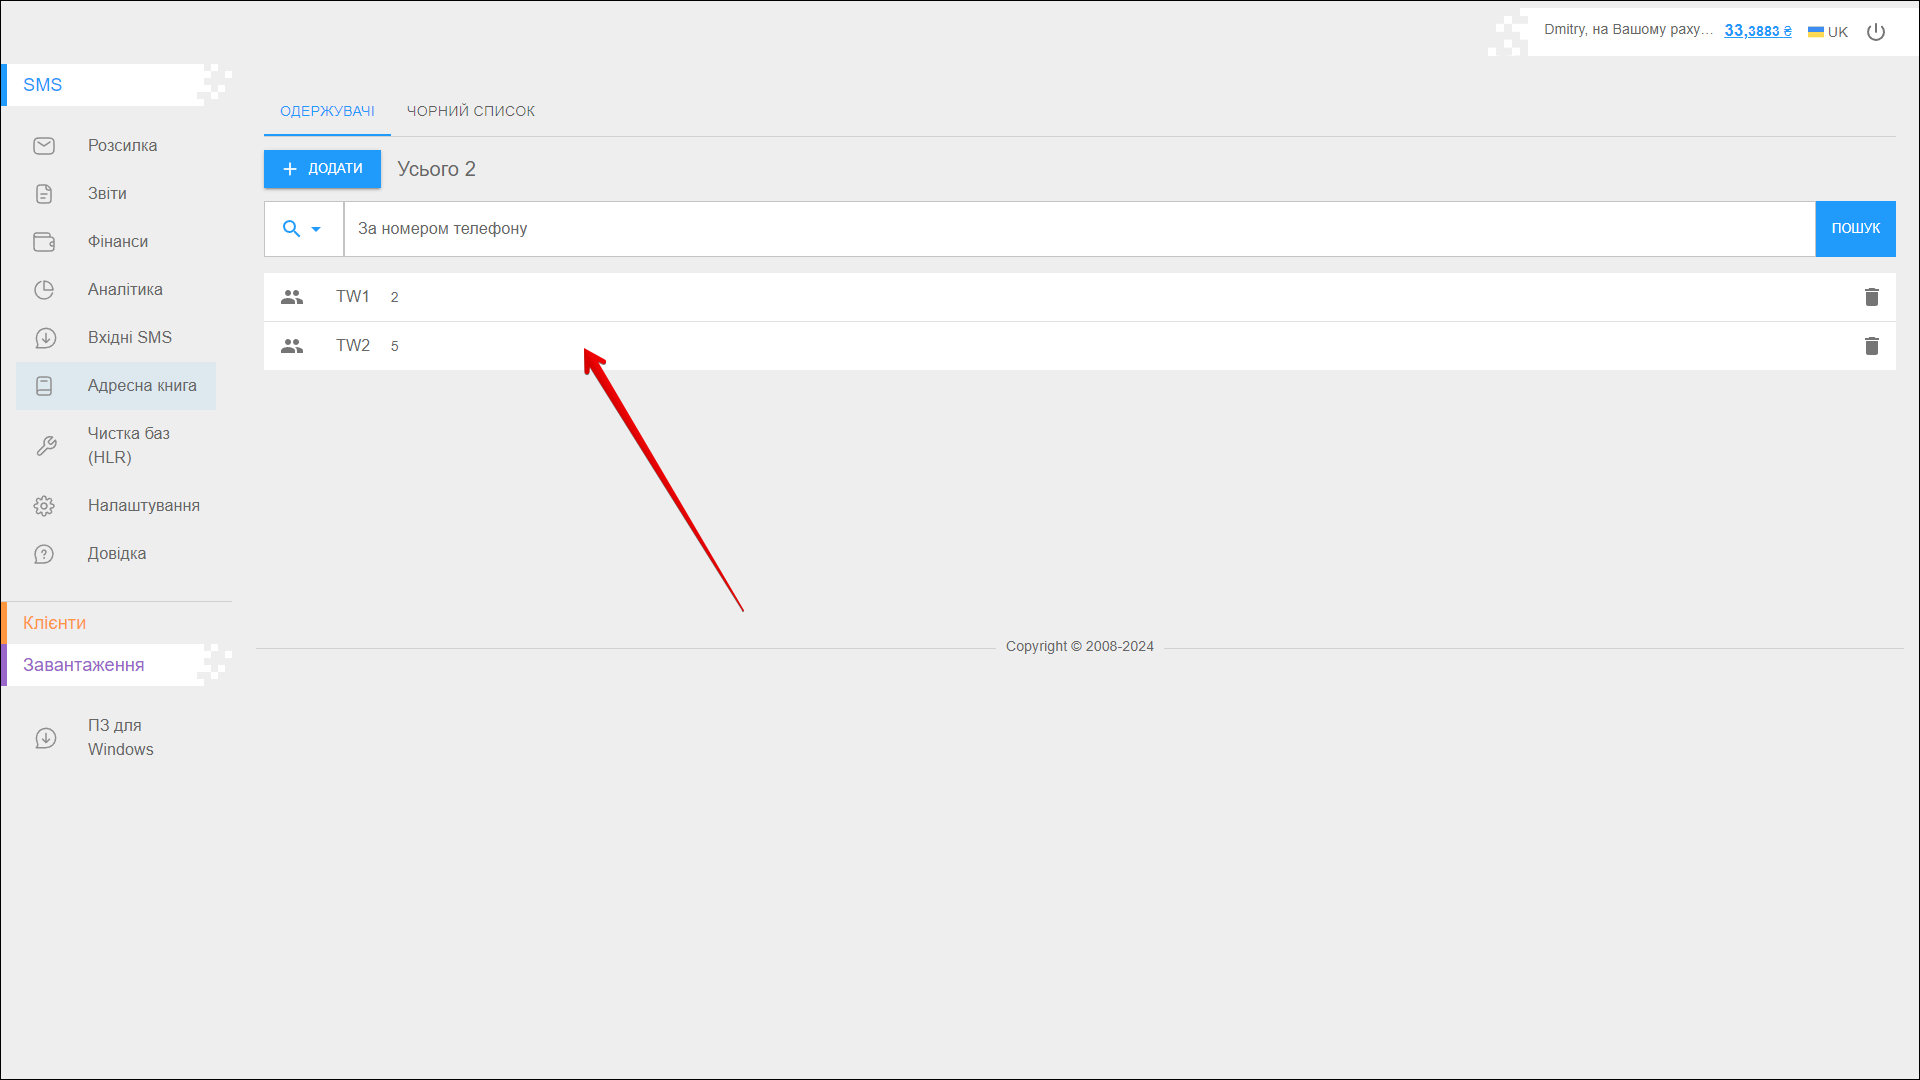 Dmitry, на Вашому раху... 33,3883 ₴ UK
SMS
Розсилка
Звіти
Фінанси
Аналітика
Вхідні SMS
Адресна книга
Чистка баз
(HLR)
Налаштування
Довідка
Клієнти
Завантаження
ПЗ для
Windows
ОДЕРЖУВАЧІ ЧОРНИЙ СПИСОК
ДОДАТИ Усього 2
За номером телефону ПОШУК
TW1 2
TW2 5
Copyright © 2008-2024